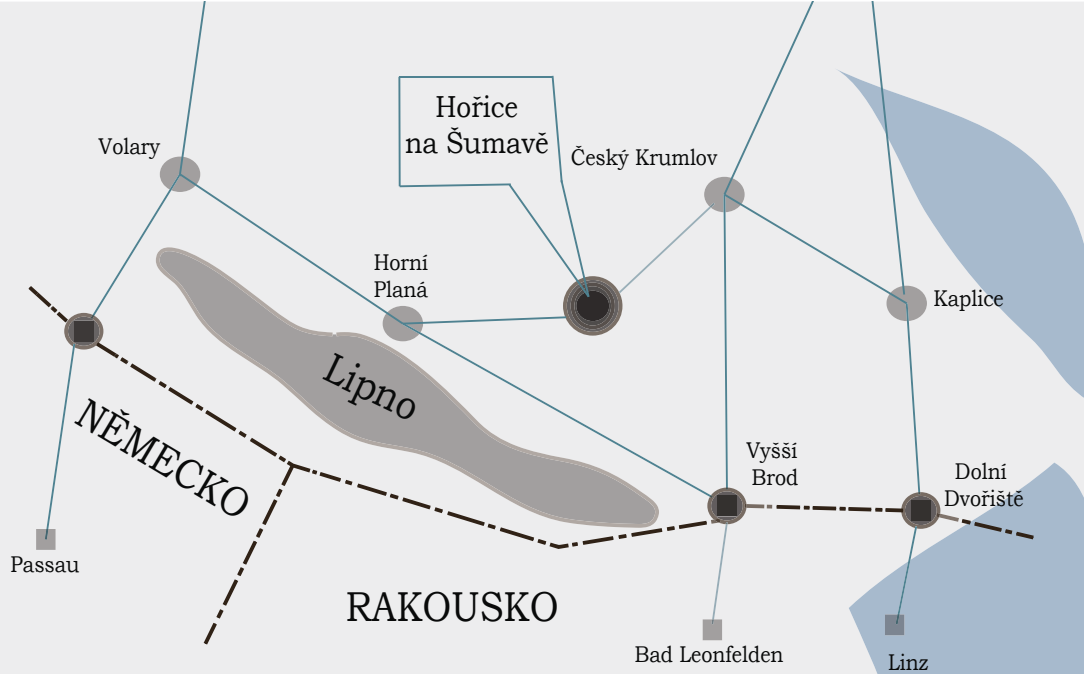 Hořice
na Šumavě
Volary
Český Krumlov
Horní
Planá
Kaplice
Lipno
NĚMECKO
Vyšší
Brod
Dolní
Dvořiště
Passau
RAKOUSKO
Bad Leonfelden
Linz